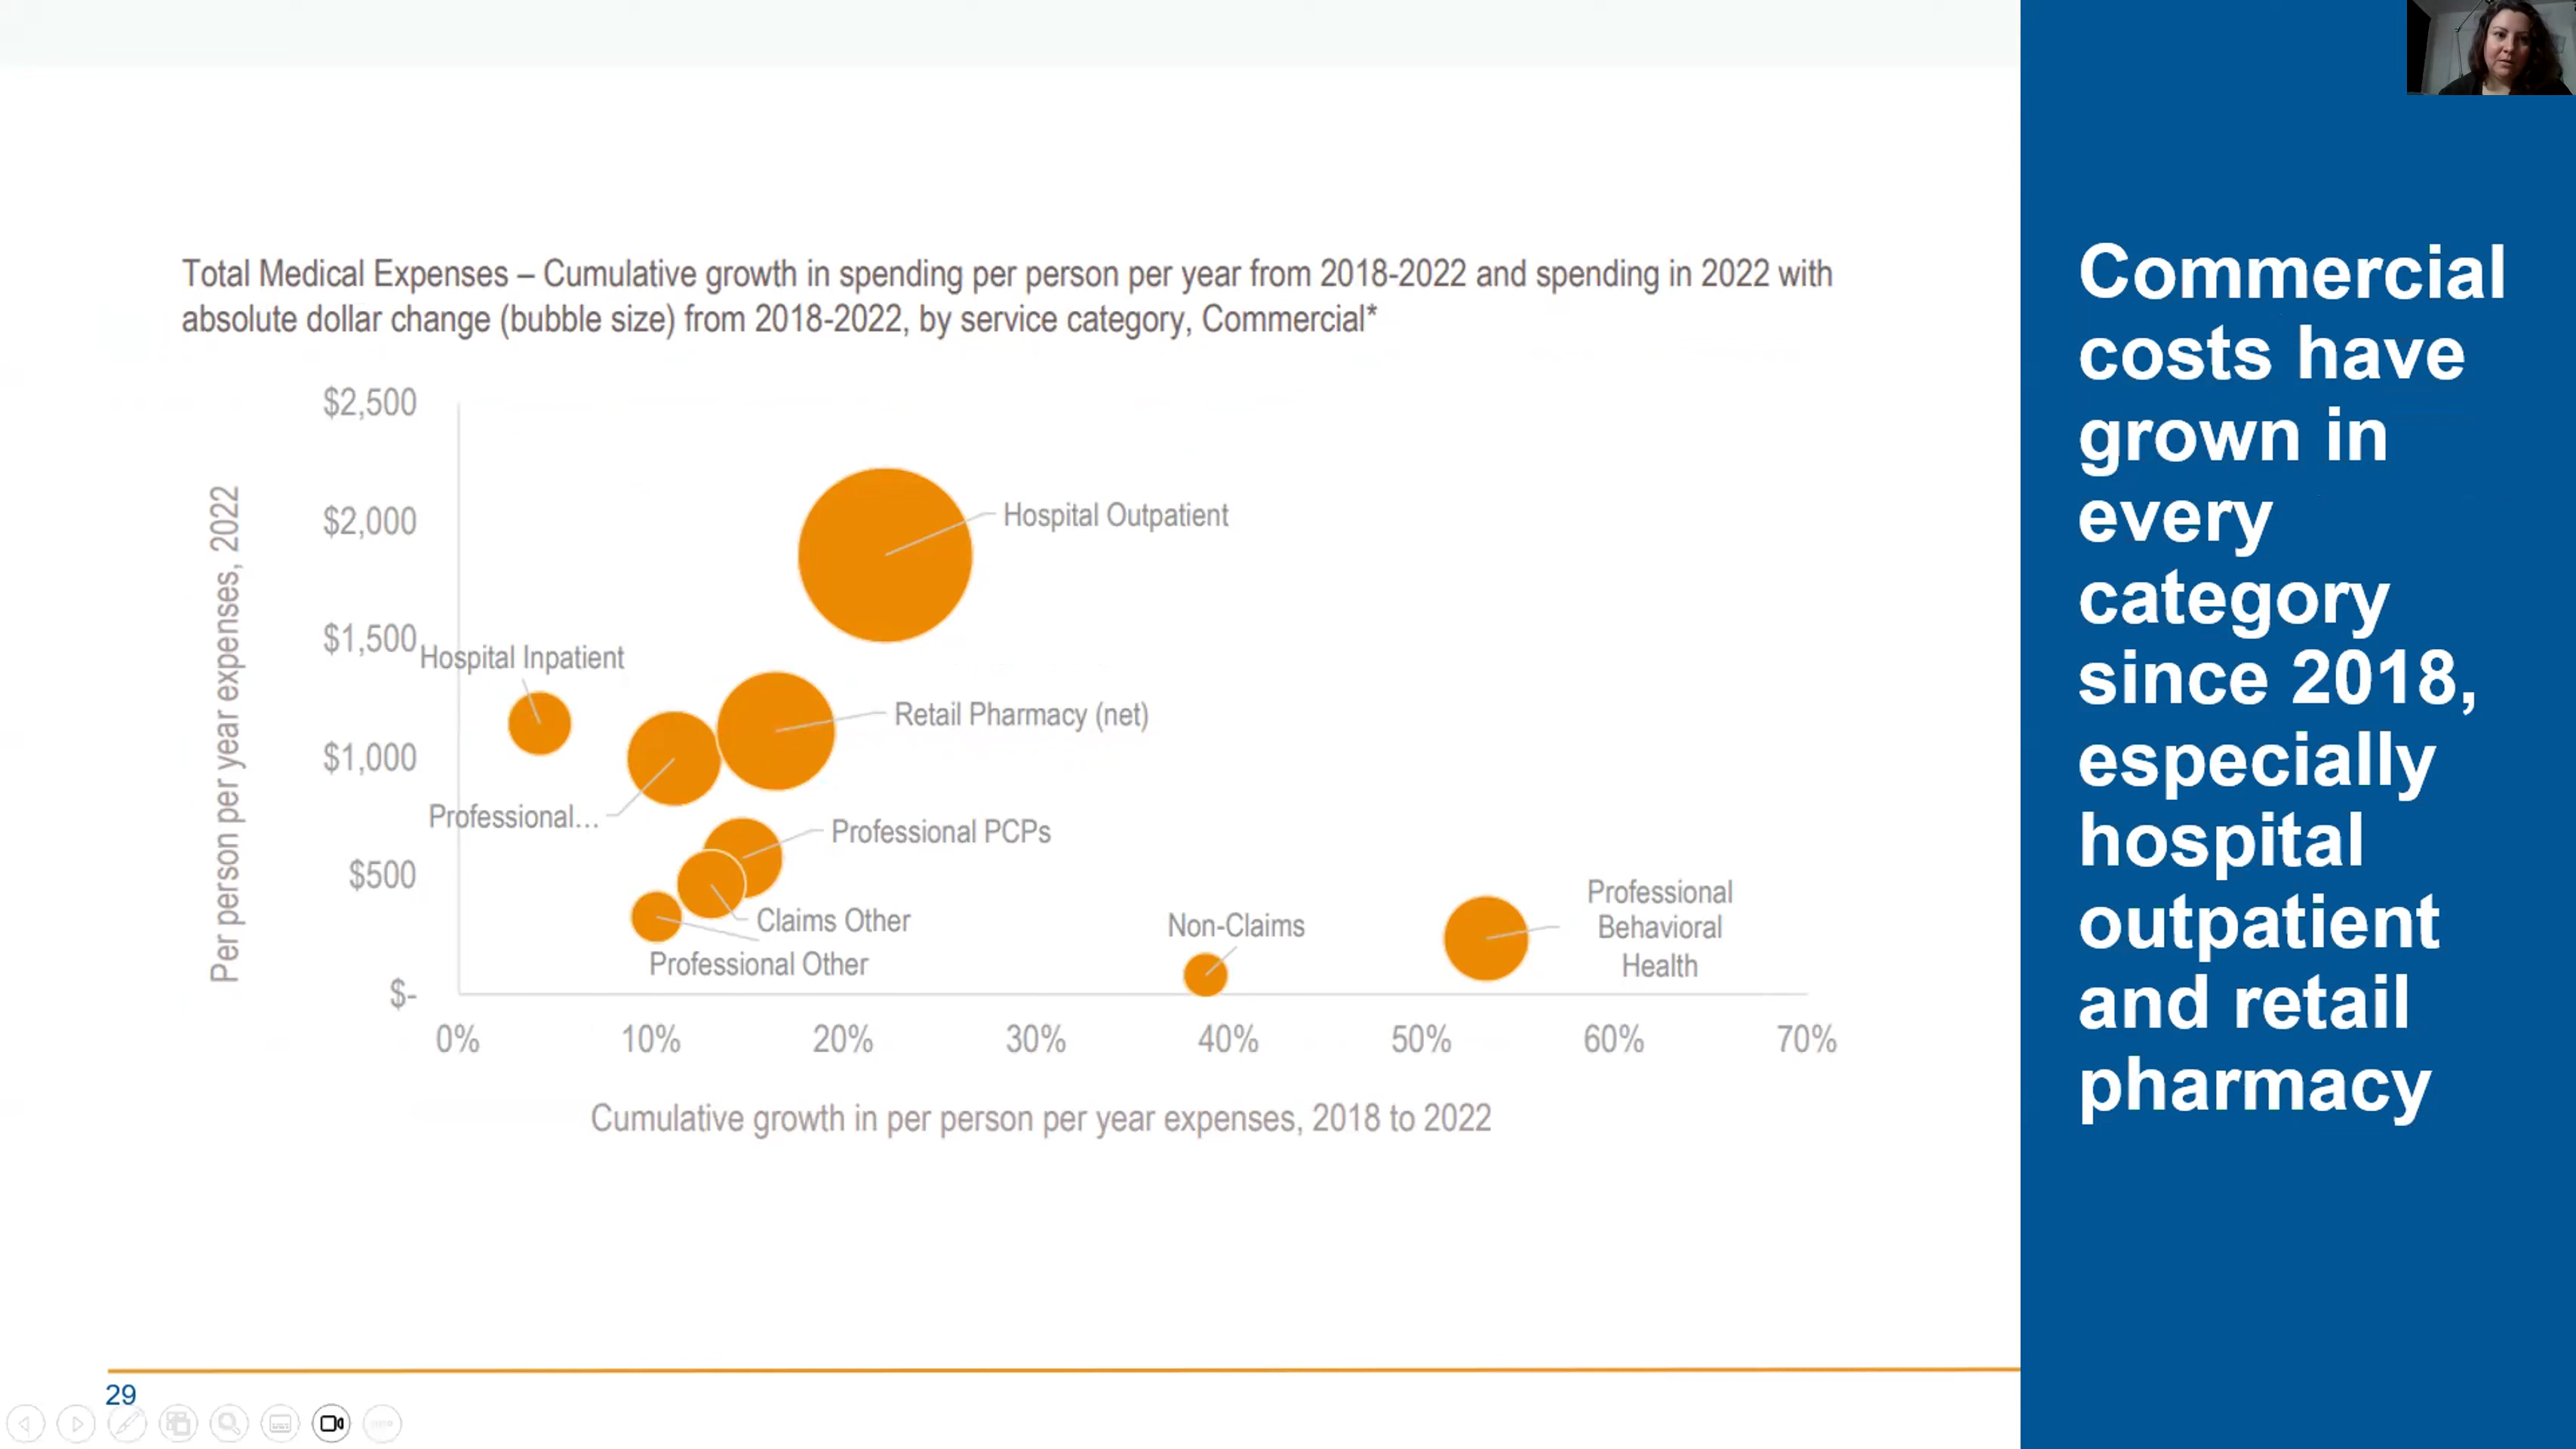 Total Medical Expenses – Cumulative growth in spending per person per year from 2018-2022 and spending in 2022 with
absolute dollar change (bubble size) from 2018-2022, by service category, Commercial*
Per person per year expenses, 2022
$2,500
$2,000
$1,500
$1,000
$500
$-
Hospital Outpatient
Hospital Inpatient
Retail Pharmacy (net)
Professional...
Professional PCPs
Claims Other
Professional Other
Non-Claims
Professional
Behavioral
Health
0% 10% 20% 30% 40% 50% 60% 70%
Cumulative growth in per person per year expenses, 2018 to 2022
Commercial
costs have
grown in
every
category
since 2018,
especially
hospital
outpatient
and retail
pharmacy
29